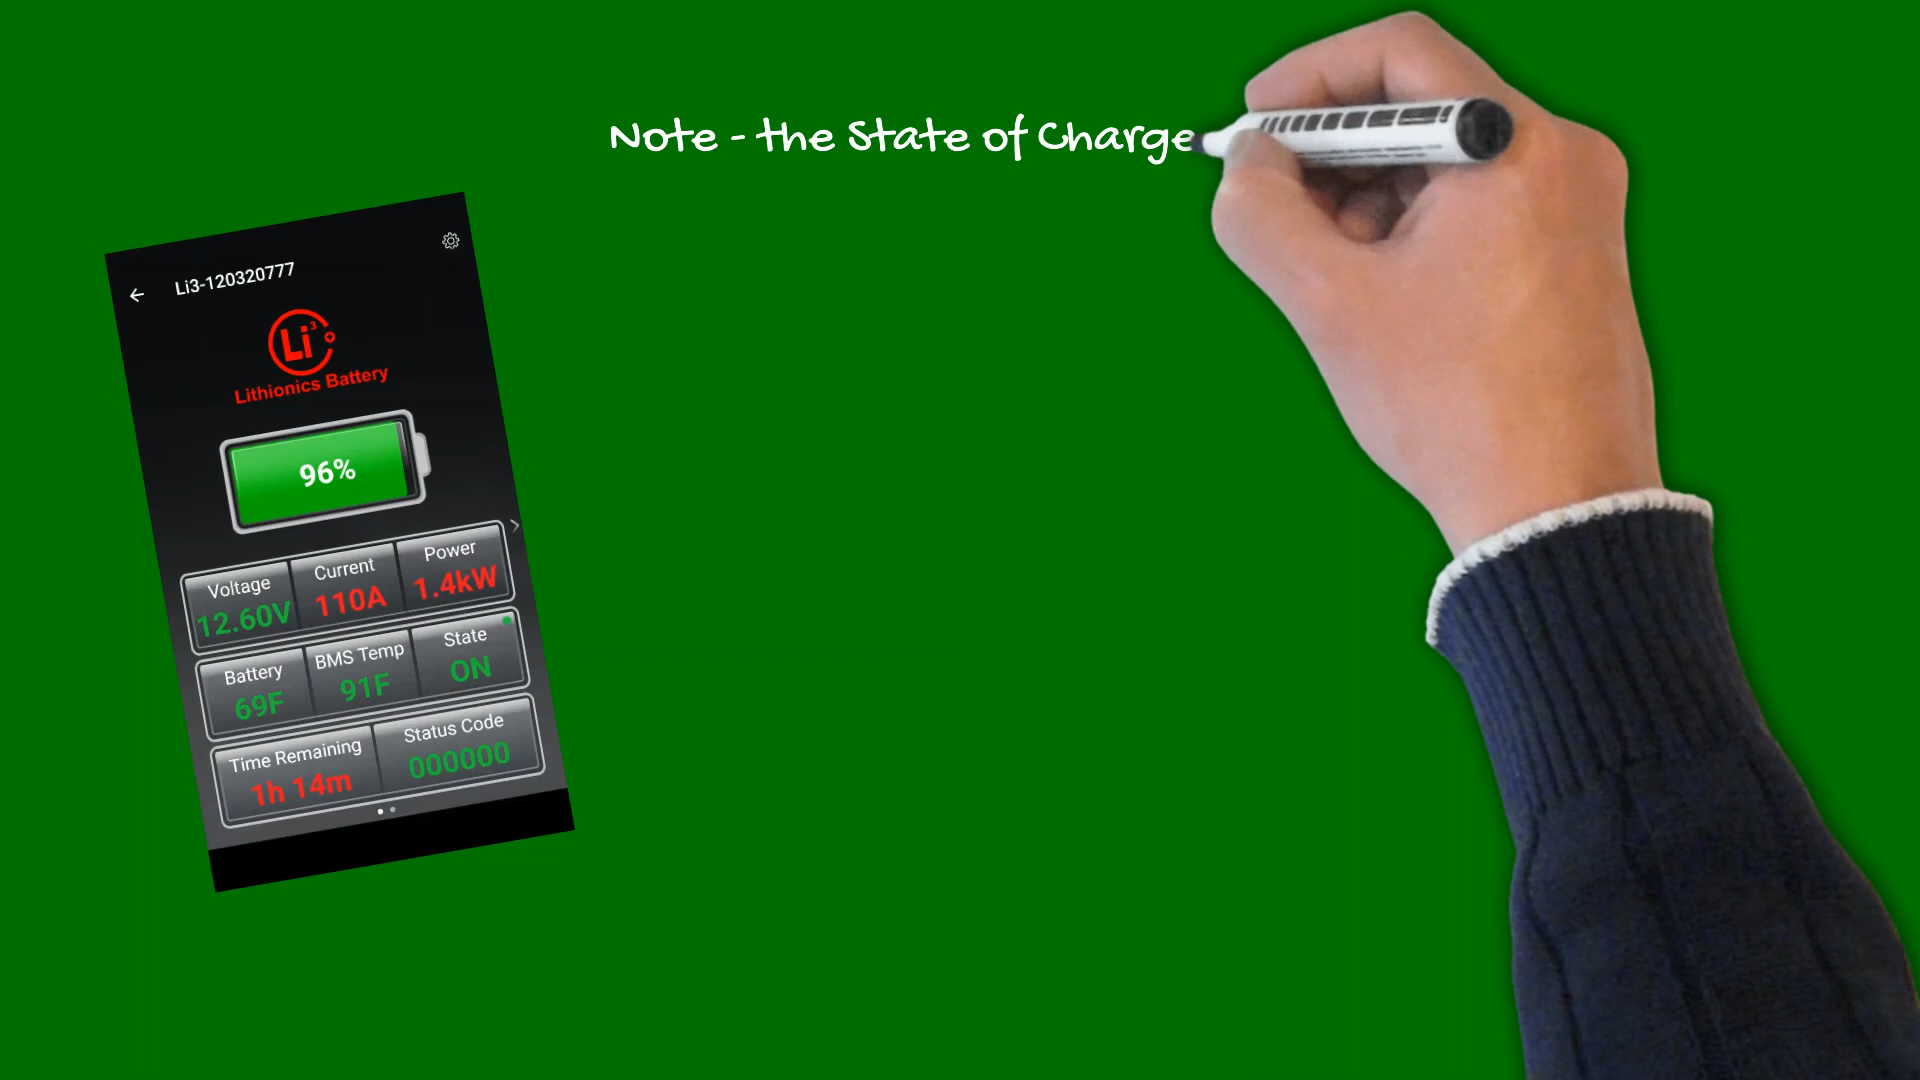 Note - the State of Charge
Li3-120320777
Li3
Lithionics Battery
96%
Voltage Current Power
12.60V 110A 1.4kW
Battery BMS Temp State
69F 91F ON
Time Remaining Status Code
1h 14m 000000